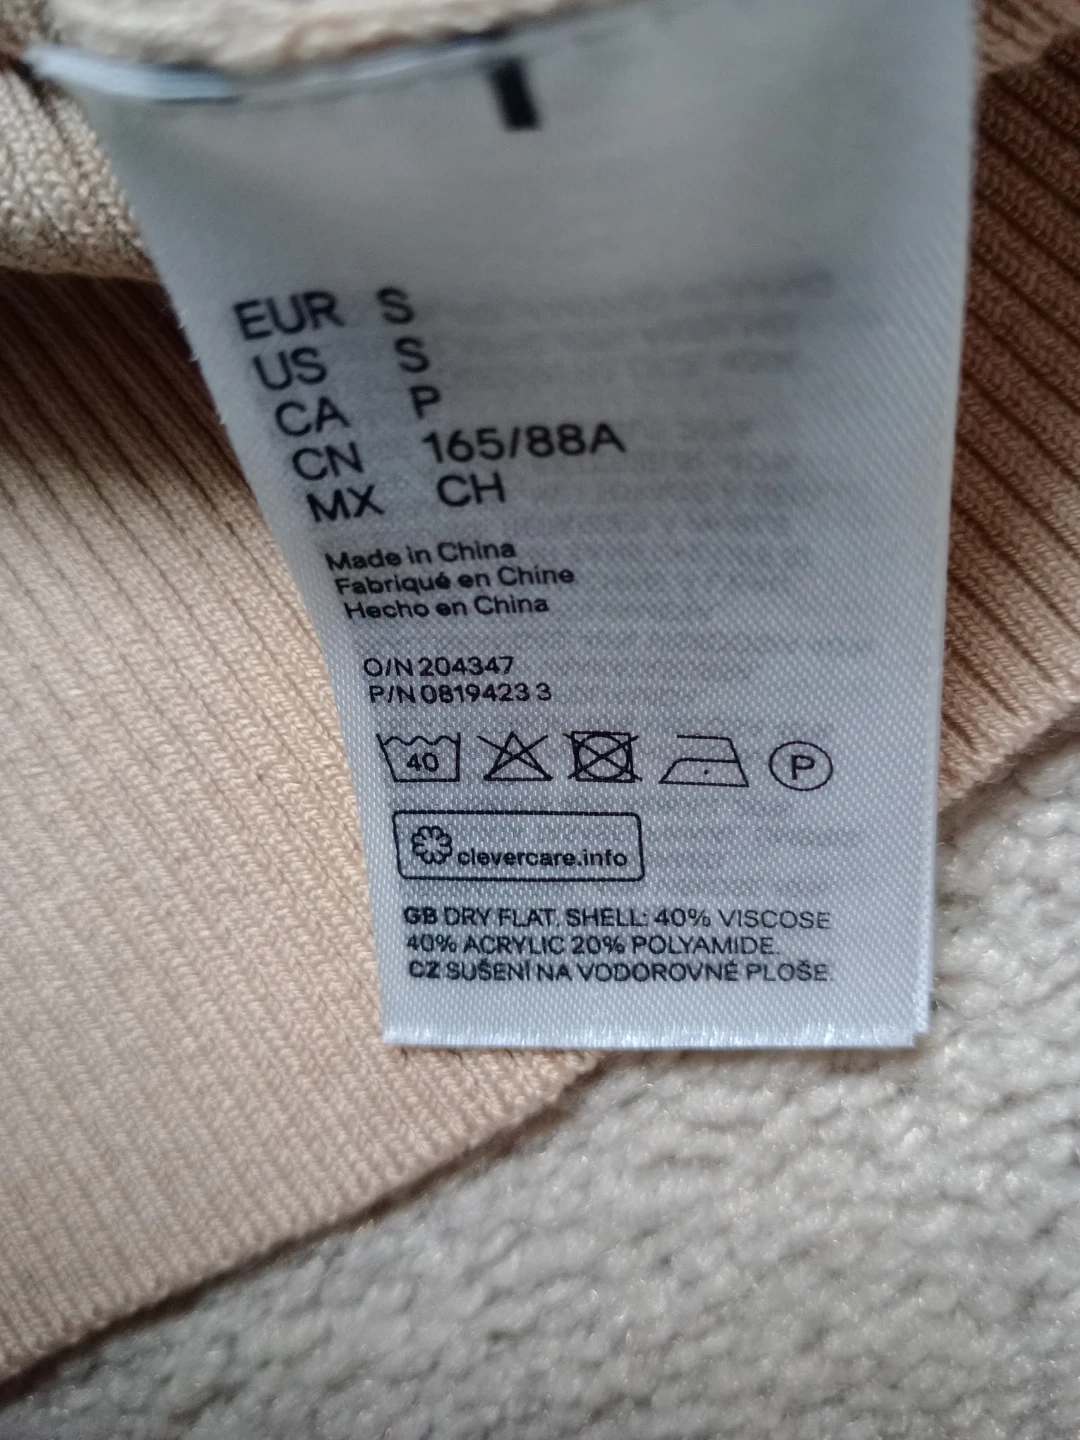 EUR S
US S
CA P
CN 165/88A
MX CH
Made in China
Fabriqué en Chine
Hecho en China
O/N 204347
P/N 0819423 3
40
P
clevercare.info
GB DRY FLAT. SHELL: 40% VISCOSE
40% ACRYLIC 20% POLYAMIDE.
CZ SUŠENÍ NA VODOROVNÉ PLOŠE.